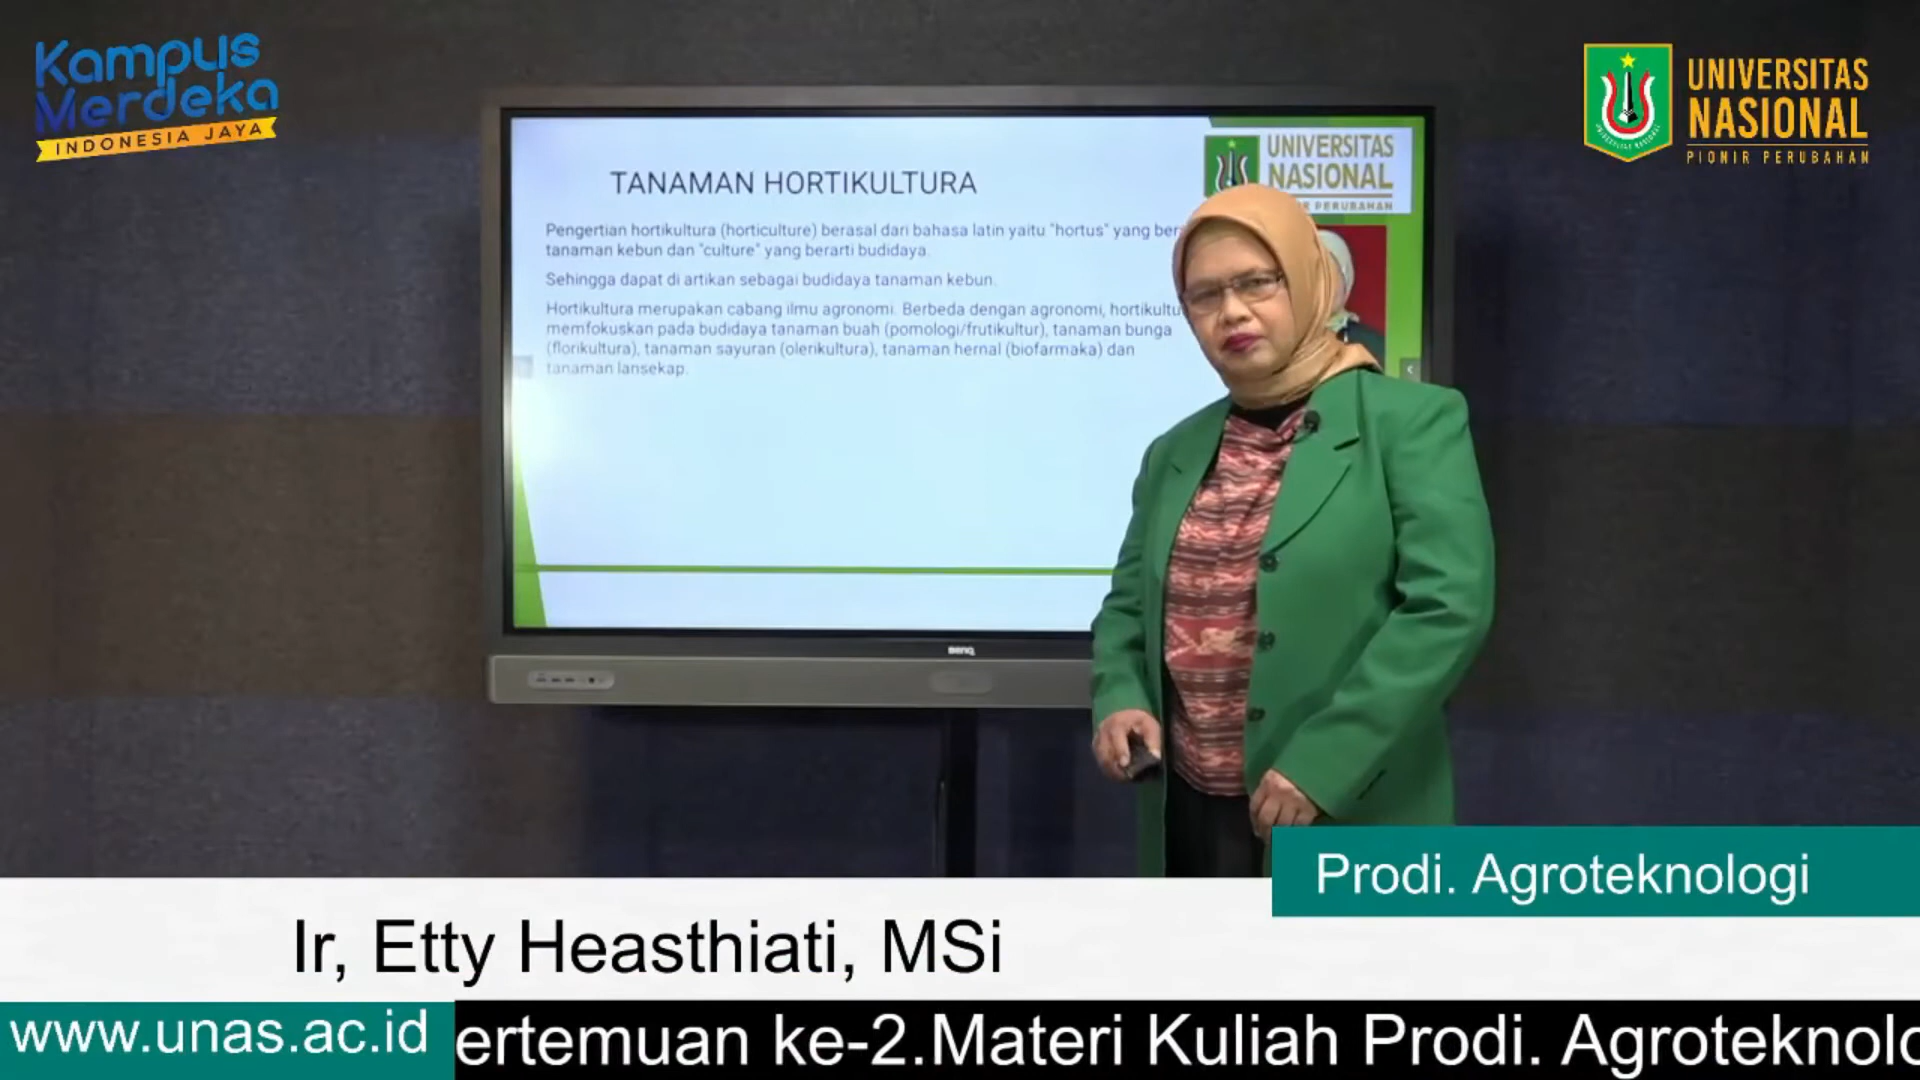 Kampus
Merdeka
INDONESIA JAYA
UNIVERSITAS
NASIONAL
PIONIR PERUBAHAN
UNIVERSITAS
NASIONAL
PERUBAHAN
TANAMAN HORTIKULTURA
Pengertian hortikultura (horticulture) berasal dari bahasa latin yaitu "hortus" yang
tanaman kebun dan "culture" yang berarti budidaya.
Sehingga dapat di artikan sebagai budidaya tanaman kebun.
Hortikultura merupakan cabang ilmu agronomi. Berbeda dengan agronomi, hortikultu
memfokuskan pada budidaya tanaman buah (pomologi/frutikultur), tanaman bunga
(florikultura), tanaman sayuran (olerikultura), tanaman hernal (biofarmaka) dan
tanaman lansekap.
BenQ
Prodi. Agroteknologi
Ir, Etty Heasthiati, MSi
www.unas.ac.id
ertemuan ke-2.Materi Kuliah Prodi. Agroteknolo